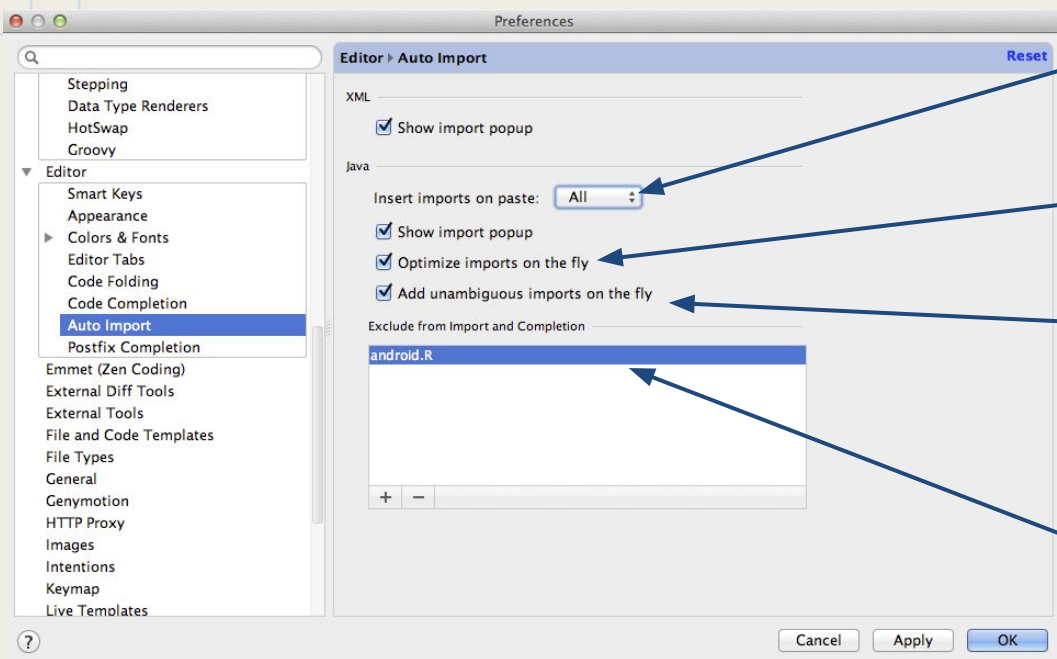 Preferences
Stepping
Data Type Renderers
HotSwap
Groovy
Editor
Smart Keys
Appearance
Colors & Fonts
Editor Tabs
Code Folding
Code Completion
Auto Import
Postfix Completion
Emmet (Zen Coding)
External Diff Tools
External Tools
File and Code Templates
File Types
General
Genymotion
HTTP Proxy
Images
Intentions
Keymap
Live Templates
Editor Auto Import Reset
XML
Show import popup
Java
Insert imports on paste: All
Show import popup
Optimize imports on the fly
Add unambiguous imports on the fly
Exclude from Import and Completion
android.R
+ −
? Cancel Apply OK